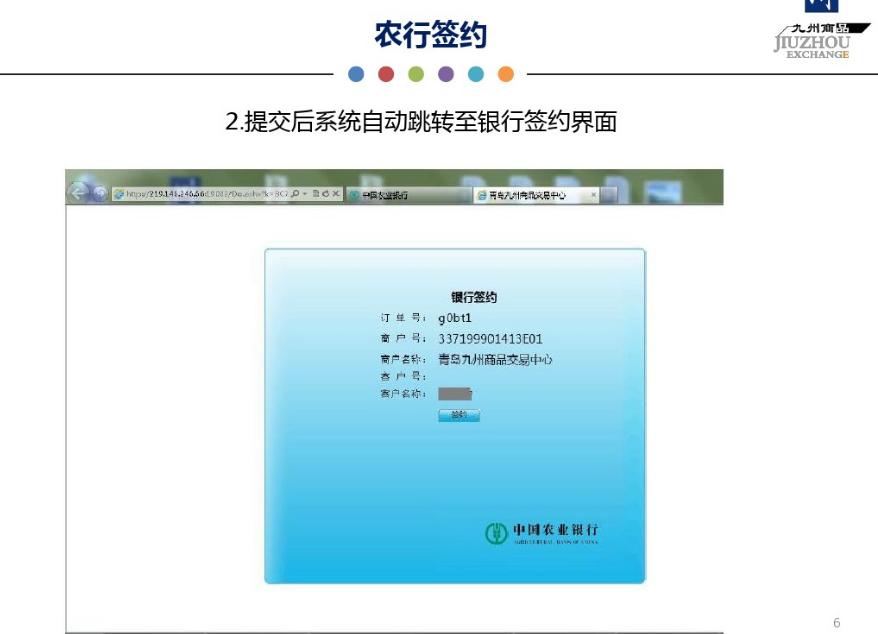 农行签约
九州商品
JIUZHOU
EXCHANGE
2.提交后系统自动跳转至银行签约界面
中国农业银行
青岛九州商品交易中心
银行签约
订 单 号: g0bt1
商 户 号: 337199901413E01
商户名称: 青岛九州商品交易中心
客 户 号:
客户名称:
签约
中国农业银行
AGRICULTURAL BANK OF CHINA
6